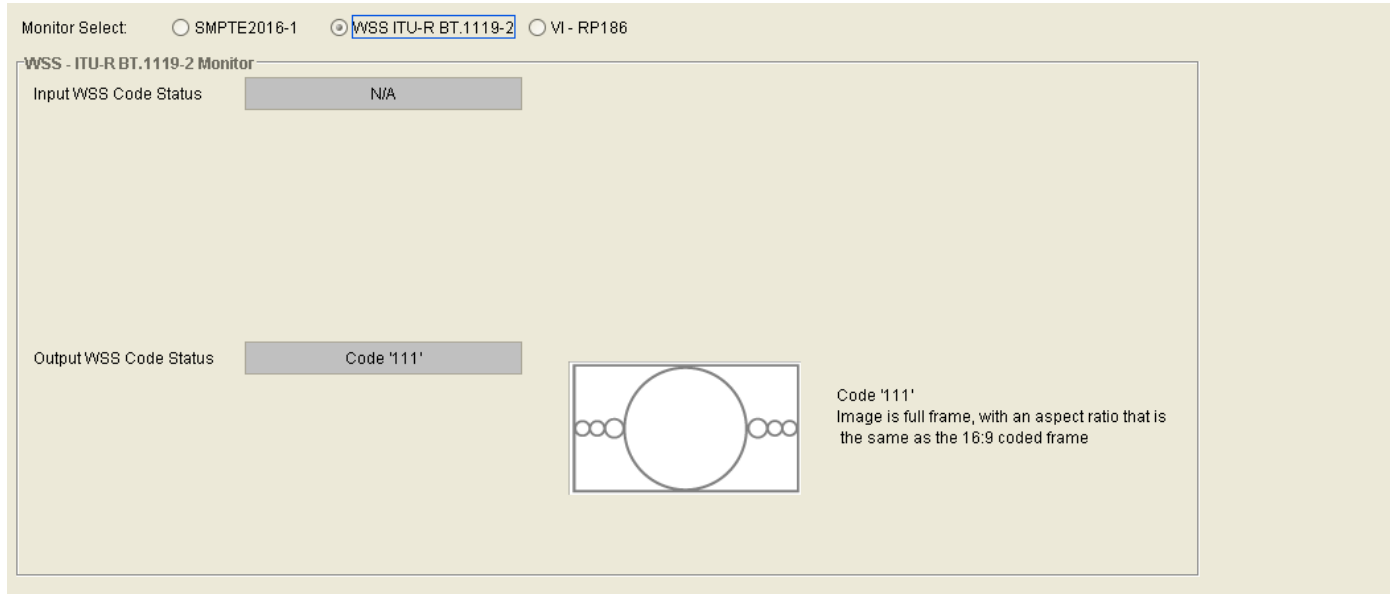 Monitor Select: SMPTE2016-1 WSS ITU-R BT.1119-2 VI - RP186
WSS - ITU-R BT.1119-2 Monitor
Input WSS Code Status N/A
Output WSS Code Status Code '111'
Code '111'
Image is full frame, with an aspect ratio that is
the same as the 16:9 coded frame